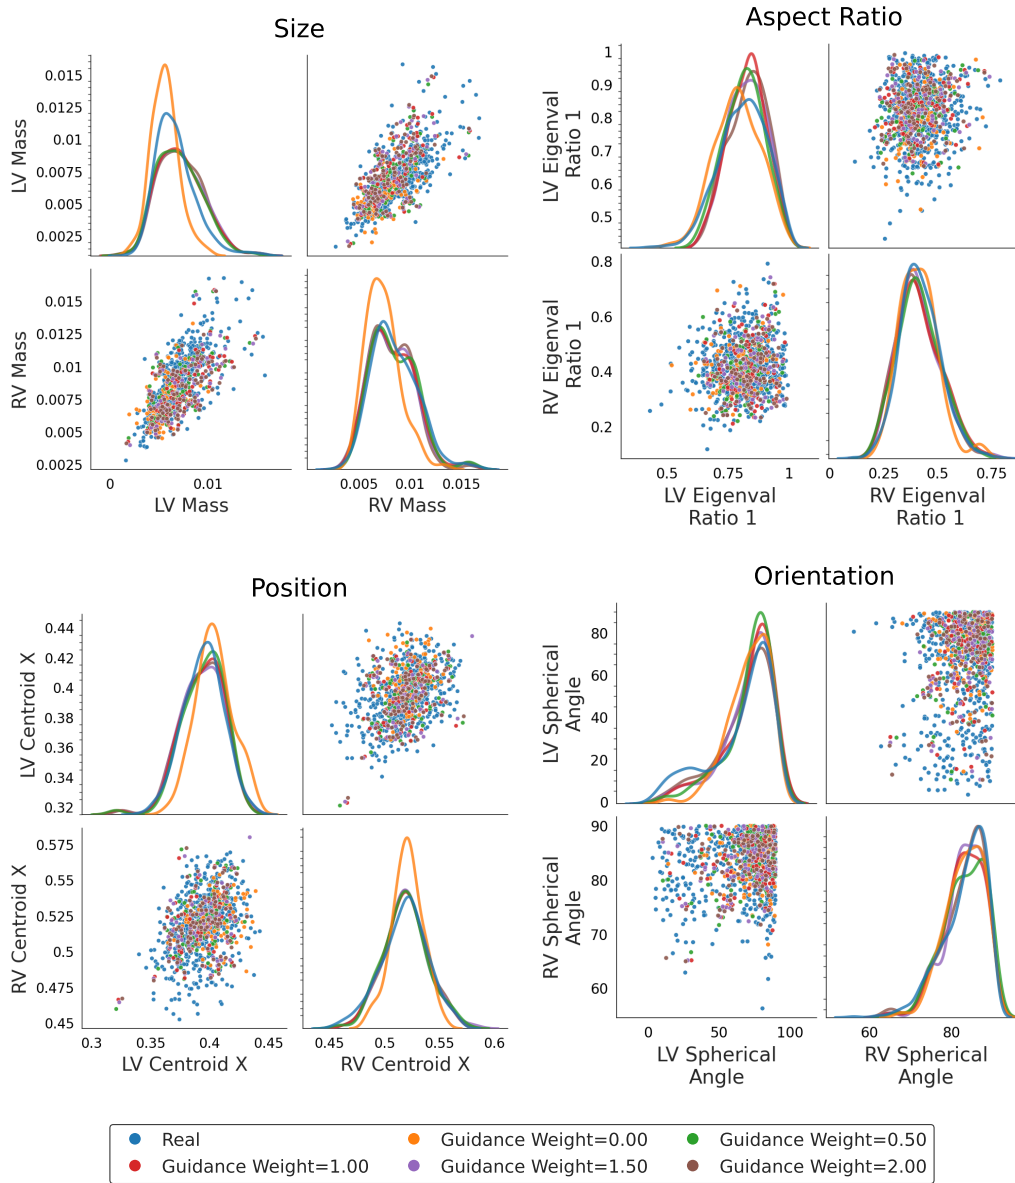 Size
0.015
0.0125
0.01
0.0075
0.005
0.0025
LV Mass
0.015
0.0125
0.01
0.0075
0.005
0.0025
RV Mass
0 0.01
LV Mass
0.005 0.01 0.015
RV Mass
Aspect Ratio
1
0.9
0.8
0.7
0.6
0.5
LV Eigenval
Ratio 1
0.8
0.6
0.4
0.2
RV Eigenval
Ratio 1
0.5 0.75 1
LV Eigenval
Ratio 1
0 0.25 0.5 0.75
RV Eigenval
Ratio 1
Position
0.44
0.42
0.4
0.38
0.36
0.34
0.32
LV Centroid X
0.575
0.55
0.525
0.5
0.475
0.45
RV Centroid X
0.3 0.35 0.4 0.45
LV Centroid X
0.45 0.5 0.55 0.6
RV Centroid X
Orientation
80
60
40
20
0
LV Spherical
Angle
90
80
70
60
RV Spherical
Angle
0 50 100
LV Spherical
Angle
60 80
RV Spherical
Angle
Real Guidance Weight=0.00 Guidance Weight=0.50
Guidance Weight=1.00 Guidance Weight=1.50 Guidance Weight=2.00